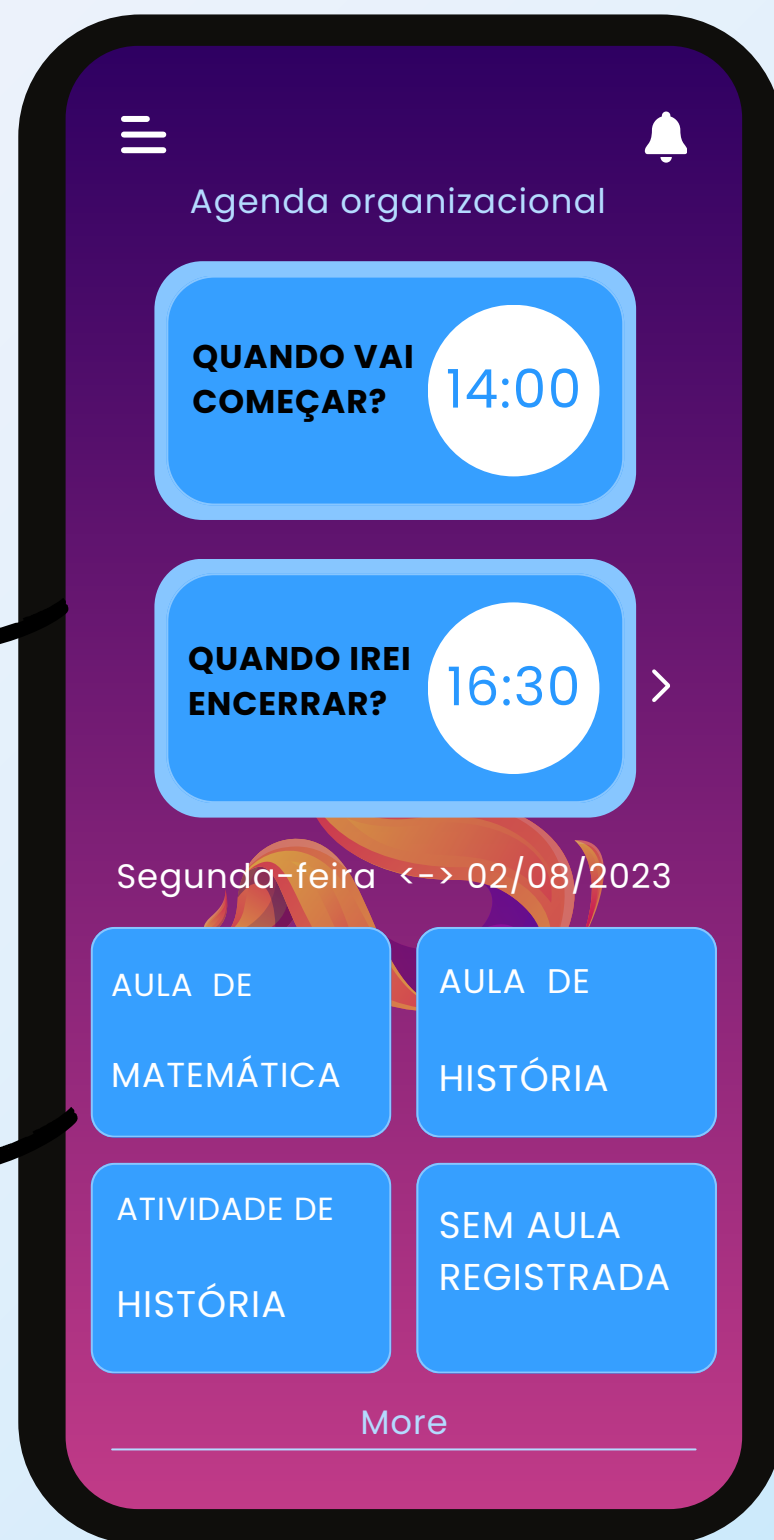 Agenda organizacional
QUANDO VAI
COMEÇAR?
14:00
QUANDO IREI
ENCERRAR?
16:30
Segunda-feira <-> 02/08/2023
AULA DE
MATEMÁTICA
AULA DE
HISTÓRIA
ATIVIDADE DE
HISTÓRIA
SEM AULA
REGISTRADA
More